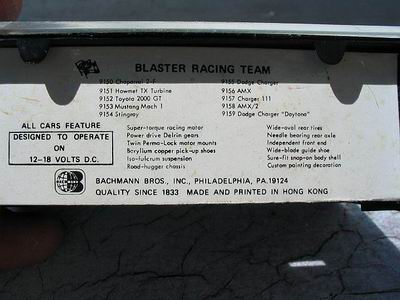 BLASTER RACING TEAM
9150 Chaparral 2-F
9151 Howmet TX Turbine
9152 Toyota 2000 GT
9153 Mustang Mach 1
9154 Stingray
9155 Dodge Charger
9156 AMX
9157 Charger 111
9158 AMX/2
9159 Dodge Charger "Daytona"
ALL CARS FEATURE
DESIGNED TO OPERATE
ON
12-18 VOLTS D.C.
Super-torque racing motor
Power drive Delrin gears
Twin Perma-Lock motor mounts
Beryllium copper pick-up shoes
Iso-fulcrum suspension
Road-hugger chassis
Wide-oval rear tires
Needle bearing rear axle
Independent front end
Wide-blade guide shoe
Sure-fit snap-on body shell
Custom painting decoration
BACHMANN BROS., INC., PHILADELPHIA, PA.19124
QUALITY SINCE 1833 MADE AND PRINTED IN HONG KONG